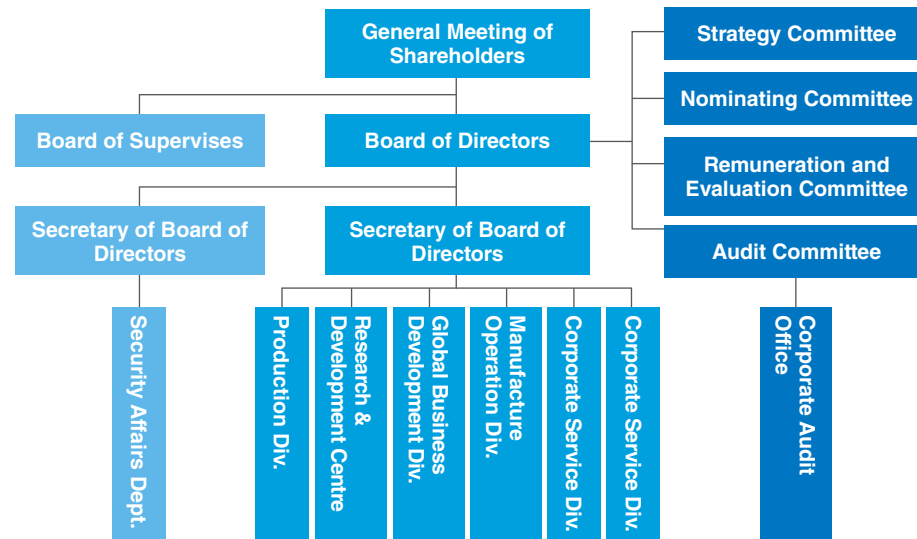 General Meeting of
Shareholders
Strategy Committee
Nominating Committee
Board of Supervises
Board of Directors
Remuneration and
Evaluation Committee
Secretary of Board of
Directors
Secretary of Board of
Directors
Audit Committee
Security Affairs Dept.
Production Div.
Research &
Development Centre
Global Business
Development Div.
Manufacture
Operation Div.
Corporate Service Div.
Corporate Service Div.
Corporate Audit
Office